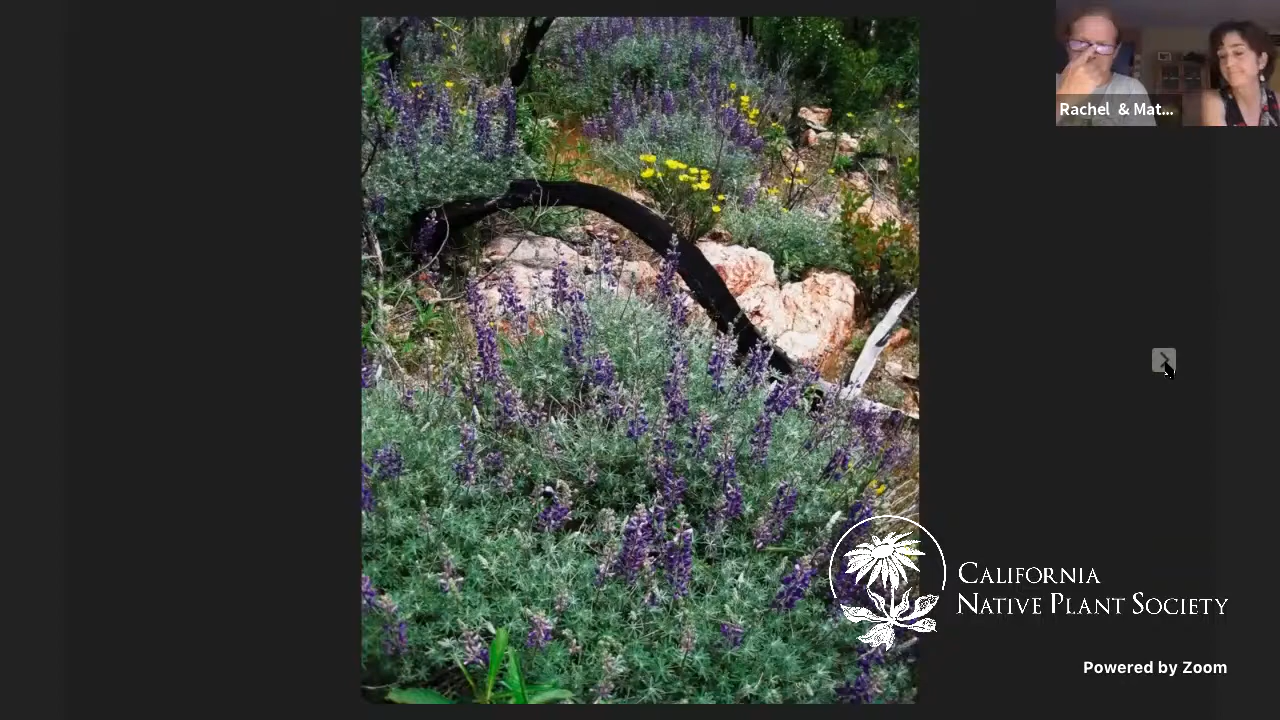 Rachel & Mat...
CALIFORNIA
NATIVE PLANT SOCIETY
Powered by Zoom